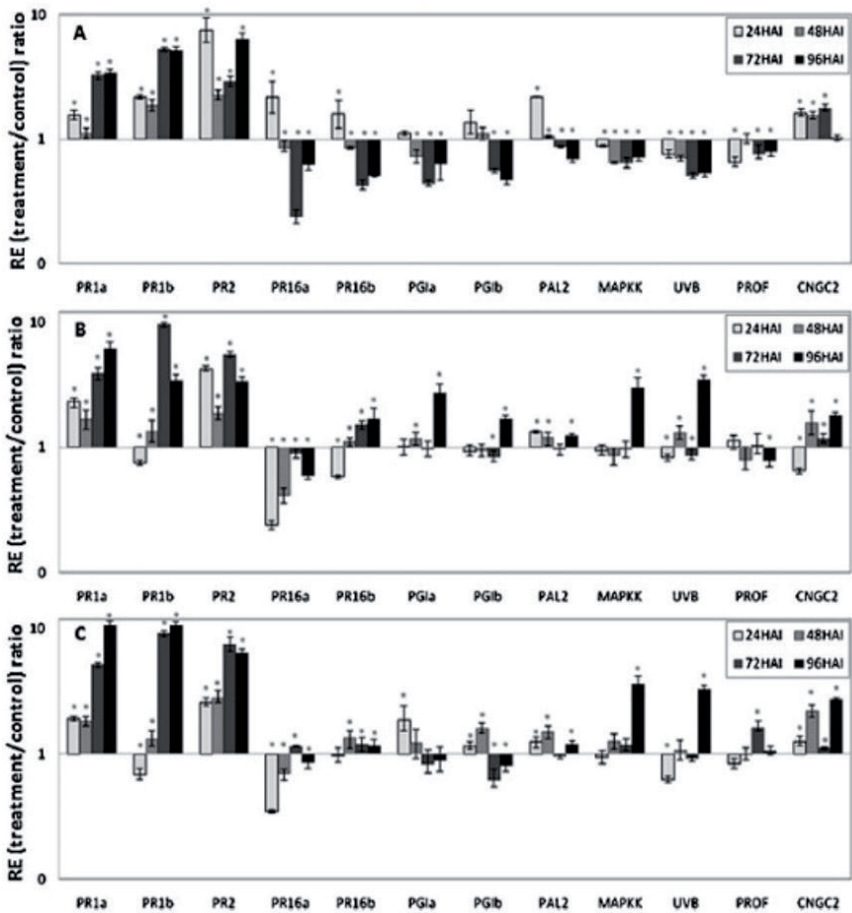 RE (treatment/control) ratio
10
A
24HAI 48HAI
72HAI 96HAI
1
0
PR1a PR1b PR2 PR16a PR16b PGIa PGIb PAL2 MAPKK UVB PROF CNGC2
RE (treatment/control) ratio
10
B
24HAI 48HAI
72HAI 96HAI
1
0
PR1a PR1b PR2 PR16a PR16b PGIa PGIb PAL2 MAPKK UVB PROF CNGC2
RE (treatment/control) ratio
10
C
24HAI 48HAI
72HAI 96HAI
1
0
PR1a PR1b PR2 PR16a PR16b PGIa PGIb PAL2 MAPKK UVB PROF CNGC2